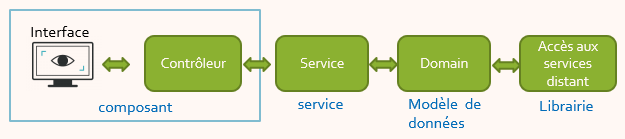 Interface
Contrôleur
Service
Domain
Accès aux
services
distant
composant
service
Modèle de
données
Librairie